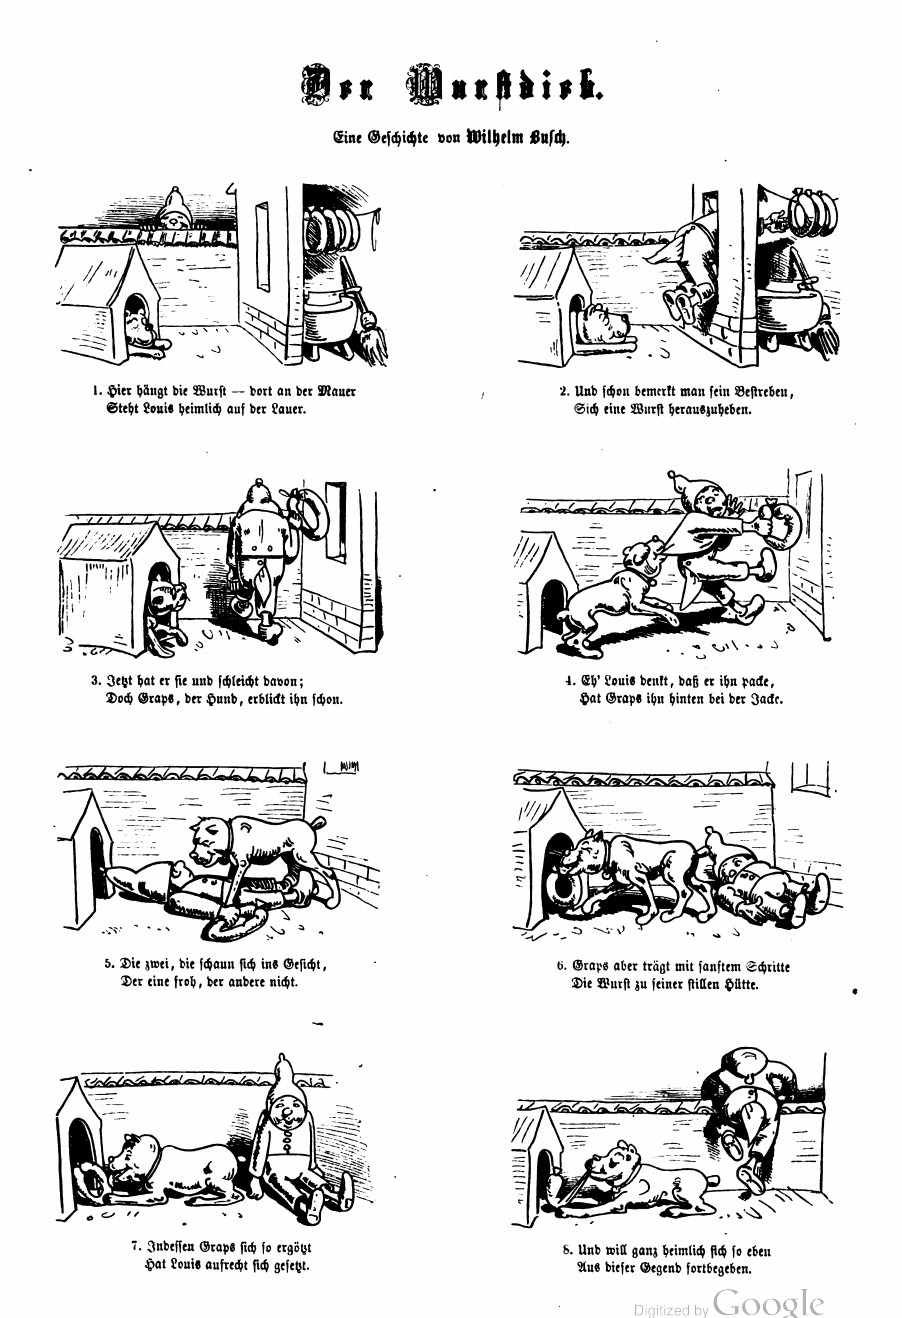 Der Wurstdieb.
Eine Geschichte von Wilhelm Busch.
1. Hier hängt die Wurst — dort an der Mauer
Steht Louis heimlich auf der Lauer.
2. Und schon bemerkt man sein Bestreben,
Sich eine Wurst herauszuheben.
3. Jetzt hat er sie und schleicht davon;
Doch Graps, der Hund, erblickt ihn schon.
4. Eh' Louis denkt, daß er ihn packe,
Hat Graps ihn hinten bei der Jacke.
5. Die zwei, die schaun sich ins Gesicht,
Der eine froh, der andere nicht.
6. Graps aber trägt mit sanftem Schritte
Die Wurst zu seiner stillen Hütte.
7. Indessen Graps sich so ergötzt
Hat Louis aufrecht sich gesetzt.
8. Und will ganz heimlich sich so eben
Aus dieser Gegend fortbegeben.
Digitized by Google